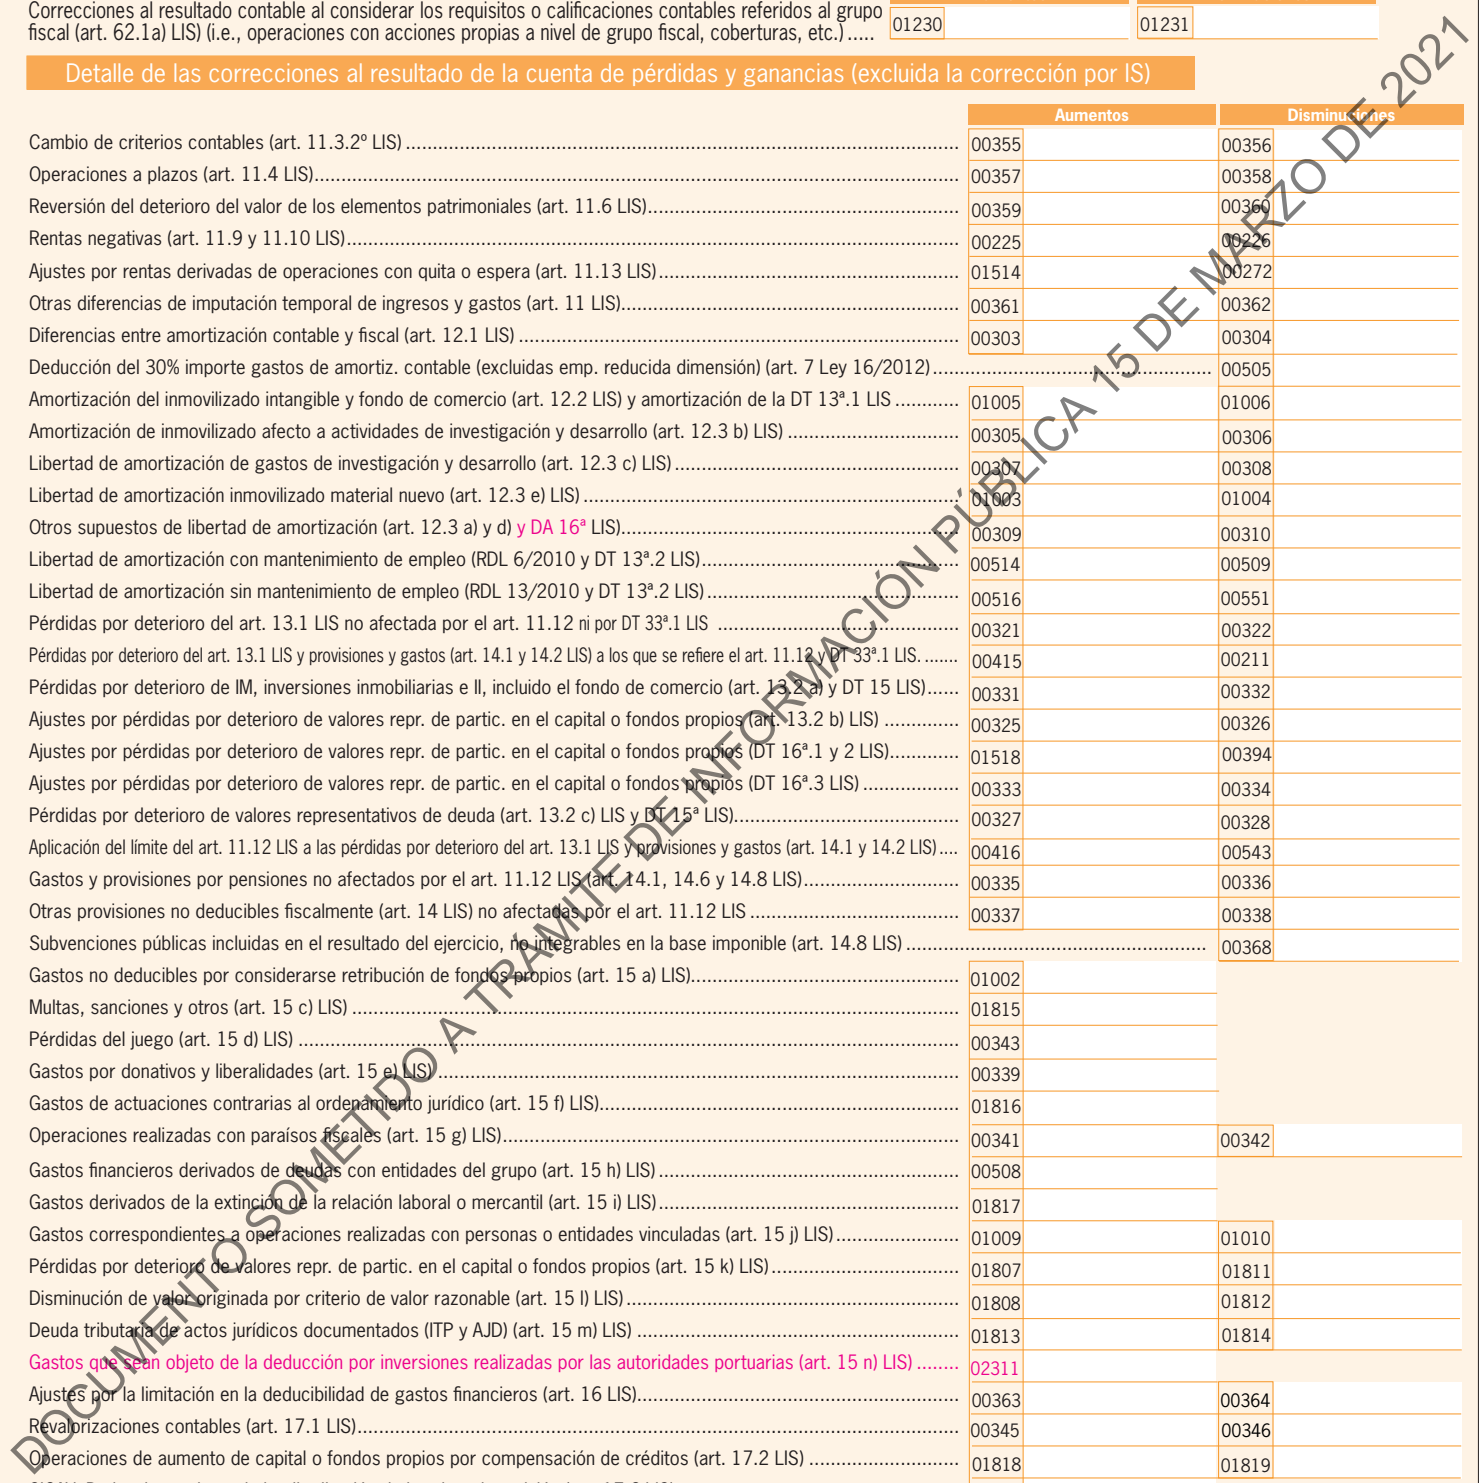 Correcciones al resultado contable al considerar los requisitos o calificaciones contables referidos al grupo
fiscal (art. 62.1a) LIS) (i.e., operaciones con acciones propias a nivel de grupo fiscal, coberturas, etc.) ..... 01230 01231
Detalle de las correcciones al resultado de la cuenta de pérdidas y ganancias (excluida la corrección por IS)
Aumentos Disminuciones
Cambio de criterios contables (art. 11.3.2º LIS) 00355 00356
Operaciones a plazos (art. 11.4 LIS) 00357 00358
Reversión del deterioro del valor de los elementos patrimoniales (art. 11.6 LIS) 00359 00360
Rentas negativas (art. 11.9 y 11.10 LIS) 00225 00226
Ajustes por rentas derivadas de operaciones con quita o espera (art. 11.13 LIS) 01514 00272
Otras diferencias de imputación temporal de ingresos y gastos (art. 11 LIS) 00361 00362
Diferencias entre amortización contable y fiscal (art. 12.1 LIS) 00303 00304
Deducción del 30% importe gastos de amortiz. contable (excluidas emp. reducida dimensión) (art. 7 Ley 16/2012) 00505
Amortización del inmovilizado intangible y fondo de comercio (art. 12.2 LIS) y amortización de la DT 13ª.1 LIS 01005 01006
Amortización de inmovilizado afecto a actividades de investigación y desarrollo (art. 12.3 b) LIS) 00305 00306
Libertad de amortización de gastos de investigación y desarrollo (art. 12.3 c) LIS) 00307 00308
Libertad de amortización inmovilizado material nuevo (art. 12.3 e) LIS) 01003 01004
Otros supuestos de libertad de amortización (art. 12.3 a) y d) y DA 16ª LIS) 00309 00310
Libertad de amortización con mantenimiento de empleo (RDL 6/2010 y DT 13ª.2 LIS) 00514 00509
Libertad de amortización sin mantenimiento de empleo (RDL 13/2010 y DT 13ª.2 LIS) 00516 00551
Pérdidas por deterioro del art. 13.1 LIS no afectada por el art. 11.12 ni por DT 33ª.1 LIS 00321 00322
Pérdidas por deterioro del art. 13.1 LIS y provisiones y gastos (art. 14.1 y 14.2 LIS) a los que se refiere el art. 11.12 y DT 33ª.1 LIS. 00415 00211
Pérdidas por deterioro de IM, inversiones inmobiliarias e II, incluido el fondo de comercio (art. 13.2 a) y DT 15 LIS) 00331 00332
Ajustes por pérdidas por deterioro de valores repr. de partic. en el capital o fondos propios (art. 13.2 b) LIS) 00325 00326
Ajustes por pérdidas por deterioro de valores repr. de partic. en el capital o fondos propios (DT 16ª.1 y 2 LIS) 01518 00394
Ajustes por pérdidas por deterioro de valores repr. de partic. en el capital o fondos propios (DT 16ª.3 LIS) 00333 00334
Pérdidas por deterioro de valores representativos de deuda (art. 13.2 c) LIS y DT 15ª LIS) 00327 00328
Aplicación del límite del art. 11.12 LIS a las pérdidas por deterioro del art. 13.1 LIS y provisiones y gastos (art. 14.1 y 14.2 LIS) 00416 00543
Gastos y provisiones por pensiones no afectados por el art. 11.12 LIS (art. 14.1, 14.6 y 14.8 LIS) 00335 00336
Otras provisiones no deducibles fiscalmente (art. 14 LIS) no afectadas por el art. 11.12 LIS 00337 00338
Subvenciones públicas incluidas en el resultado del ejercicio, no integrables en la base imponible (art. 14.8 LIS) 00368
Gastos no deducibles por considerarse retribución de fondos propios (art. 15 a) LIS) 01002
Multas, sanciones y otros (art. 15 c) LIS) 01815
Pérdidas del juego (art. 15 d) LIS) 00343
Gastos por donativos y liberalidades (art. 15 e) LIS) 00339
Gastos de actuaciones contrarias al ordenamiento jurídico (art. 15 f) LIS) 01816
Operaciones realizadas con paraísos fiscales (art. 15 g) LIS) 00341 00342
Gastos financieros derivados de deudas con entidades del grupo (art. 15 h) LIS) 00508
Gastos derivados de la extinción de la relación laboral o mercantil (art. 15 i) LIS) 01817
Gastos correspondientes a operaciones realizadas con personas o entidades vinculadas (art. 15 j) LIS) 01009 01010
Pérdidas por deterioro de valores repr. de partic. en el capital o fondos propios (art. 15 k) LIS) 01807 01811
Disminución de valor originada por criterio de valor razonable (art. 15 l) LIS) 01808 01812
Deuda tributaria de actos jurídicos documentados (ITP y AJD) (art. 15 m) LIS) 01813 01814
Gastos que sean objeto de la deducción por inversiones realizadas por las autoridades portuarias (art. 15 n) LIS) 02311
Ajustes por la limitación en la deducibilidad de gastos financieros (art. 16 LIS) 00363 00364
Revalorizaciones contables (art. 17.1 LIS) 00345 00346
Operaciones de aumento de capital o fondos propios por compensación de créditos (art. 17.2 LIS) 01818 01819
DOCUMENTO SOMETIDO A TRÁMITE DE INFORMACIÓN PÚBLICA 15 DE MARZO DE 2021